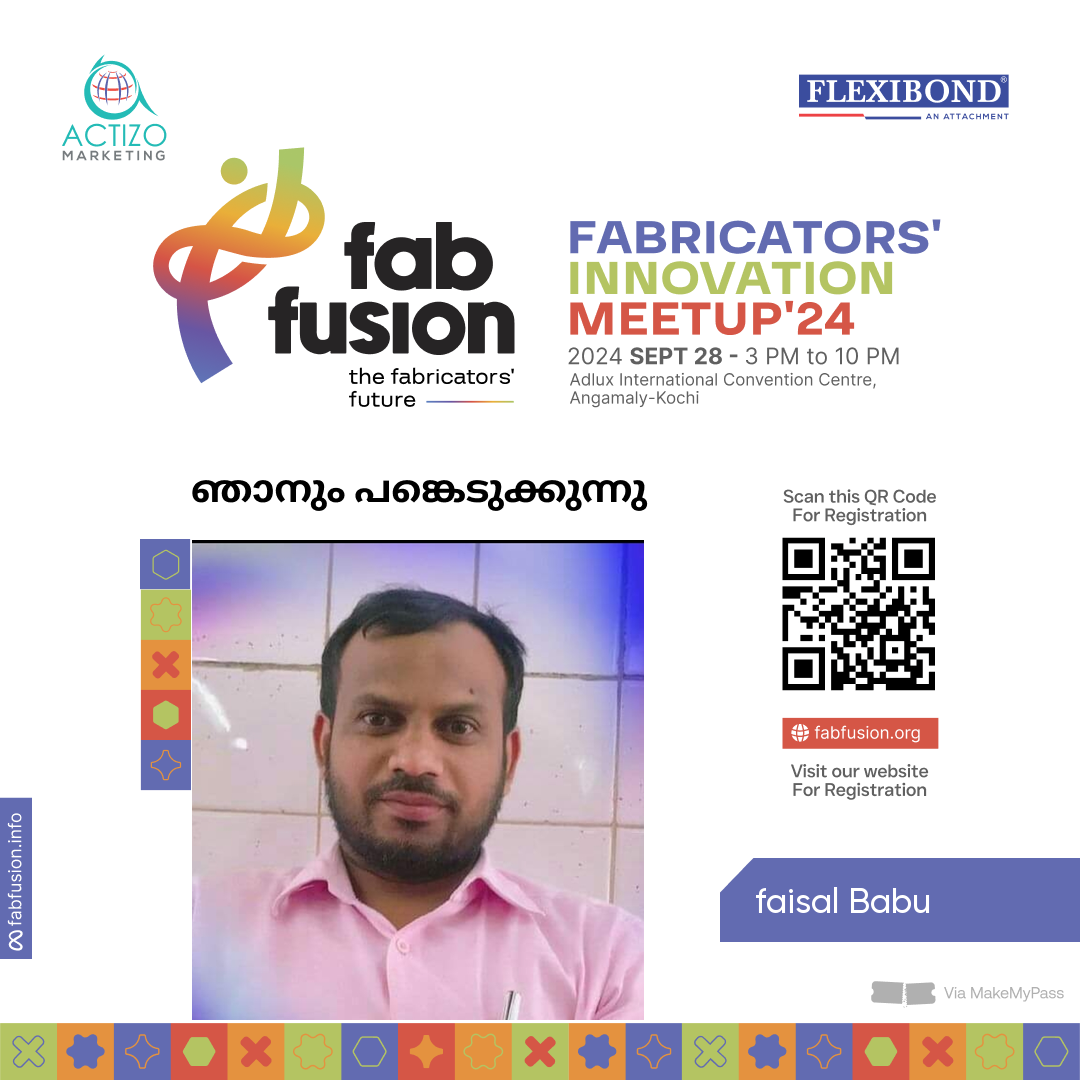 ACTIZO
MARKETING
FLEXIBOND®
AN ATTACHMENT
fab
fusion
the fabricators'
future
FABRICATORS'
INNOVATION
MEETUP'24
2024 SEPT 28 - 3 PM to 10 PM
Adlux International Convention Centre,
Angamaly-Kochi
ഞാനും പങ്കെടുക്കുന്നു
Scan this QR Code
For Registration
fabfusion.org
Visit our website
For Registration
fabfusion.info
faisal Babu
Via MakeMyPass